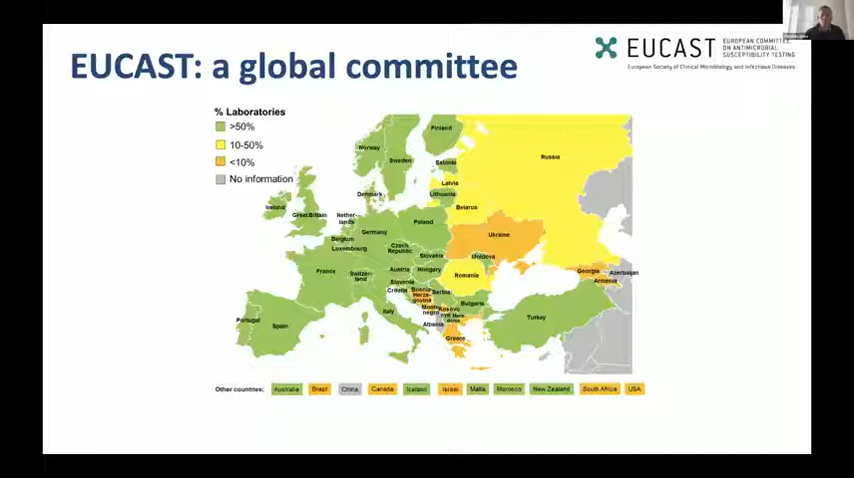 EUCAST: a global committee
EUCAST
EUROPEAN COMMITTEE
ON ANTIMICROBIAL
SUSCEPTIBILITY TESTING
European Society of Clinical Microbiology and Infectious Diseases
% Laboratories
>50%
10-50%
<10%
No information
Finland
Norway
Sweden
Russia
Estonia
Latvia
Denmark
Lithuania
Iceland
Great Britain
Nether-
lands
Belarus
Poland
Germany
Ukraine
Belgium
Luxembourg
Czech
Republic
Slovakia
Moldova
France
Switzer-
land
Austria
Hungary
Romania
Georgia
Azerbaijan
Armenia
Slovenia
Croatia
Bosnia
Herze-
govina
Serbia
Bulgaria
Monte-
negro
Kosovo
Italy
Albania
Greece
Turkey
Portugal
Spain
Other countries:
Australia
Brazil
China
Canada
Iceland
Israel
Malta
Morocco
New Zealand
South Africa
USA